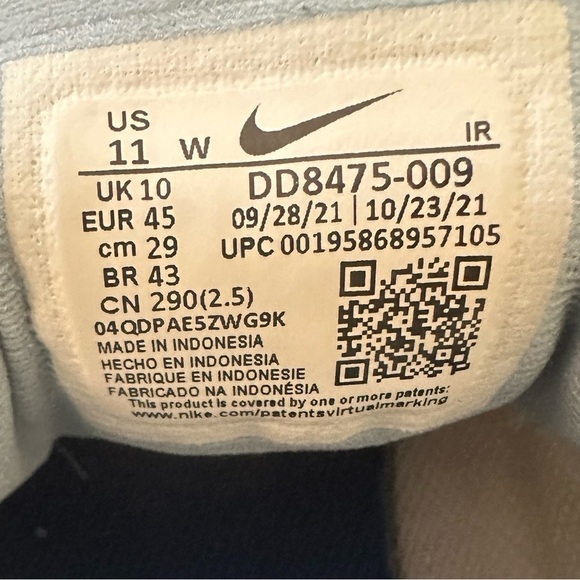 US
11 W IR
UK 10 DD8475-009
EUR 45 09/28/21 | 10/23/21
cm 29 UPC 00195868957105
BR 43
CN 290(2.5)
04QDPAE5ZWG9K
MADE IN INDONESIA
HECHO EN INDONESIA
FABRIQUE EN INDONESIE
FABRICADO NA INDONÉSIA
This product is covered by one or more patents:
www.nike.com/patentsvirtualmarking